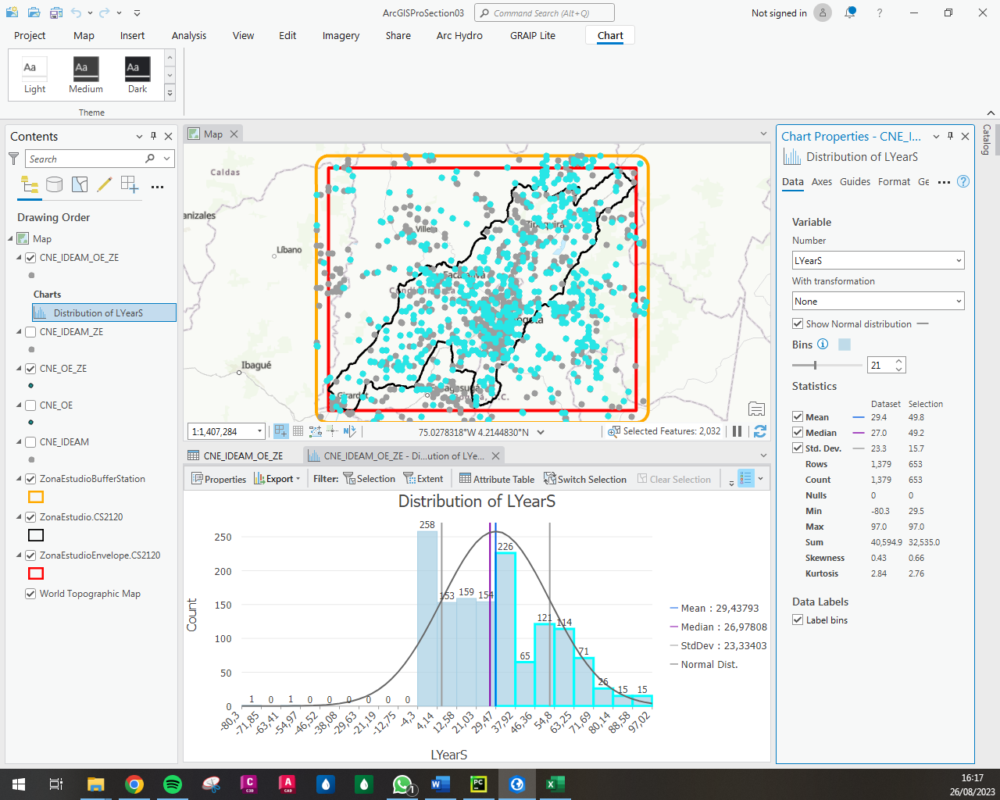 ArcGISProSection03
Command Search (Alt+Q)
Not signed in
?
Project
Map
Insert
Analysis
View
Edit
Imagery
Share
Arc Hydro
GRAIP Lite
Chart
Aa
Aa
Aa
Light
Medium
Dark
Theme
Contents
Search
Drawing Order
Map
CNE_IDEAM_OE_ZE
Charts
Distribution of LYearS
CNE_IDEAM_ZE
CNE_OE_ZE
CNE_OE
CNE_IDEAM
ZonaEstudioBufferStation
ZonaEstudio.CS2120
ZonaEstudioEnvelope.CS2120
World Topographic Map
Map
Caldas
anizales
Líbano
Ibagué
Girardot
1:1,407,284
75.0278318°W 4.2144830°N
Selected Features: 2,032
CNE_IDEAM_OE_ZE
CNE_IDEAM_OE_ZE - Di...ution of LYe...
Properties
Export
Filter:
Selection
Extent
Attribute Table
Switch Selection
Clear Selection
Distribution of LYearS
Count
250
200
150
100
50
0
1
0
1
0
0
0
0
0
0
258
153
159
154
226
65
121
114
71
26
15
15
-80,3
-71,85
-63,41
-54,97
-46,52
-38,08
-29,63
-21,19
-12,75
-4,3
4,14
12,58
21,03
29,47
37,92
46,36
54,8
63,25
71,69
80,14
88,58
97,02
LYearS
Mean : 29,43793
Median : 26,97808
StdDev : 23,33403
Normal Dist.
Chart Properties - CNE_I...
Distribution of LYearS
Data
Axes
Guides
Format
Ge
?
Variable
Number
LYearS
With transformation
None
Show Normal distribution
Bins
21
Statistics
Dataset Selection
Mean 29.4 49.8
Median 27.0 49.2
Std. Dev. 23.3 15.7
Rows 1,379 653
Count 1,379 653
Nulls 0 0
Min -80.3 29.5
Max 97.0 97.0
Sum 40,594.9 32,535.0
Skewness 0.43 0.66
Kurtosis 2.84 2.76
Data Labels
Label bins
Catalog
C
C3D
A
CAD
1
W
PC
X
16:17
26/08/2023